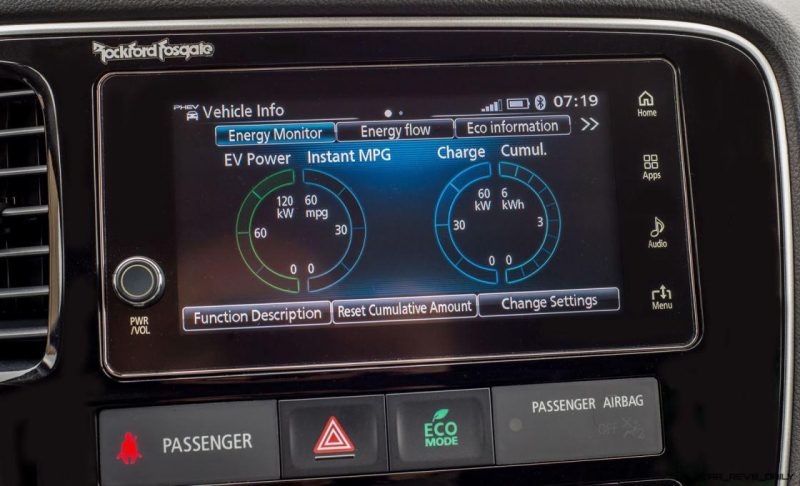 Rockford Fosgate
PHEV
Vehicle Info
07:19
Home
Energy Monitor Energy flow Eco information >>
EV Power Instant MPG Charge Cumul.
Apps
120 60 60 6
kW mpg kW kWh
60 30 30 3
0 0 0 0
Audio
Function Description Reset Cumulative Amount Change Settings
Menu
PWR
/VOL
PASSENGER
ECO
MODE
PASSENGER AIRBAG
OFF
2